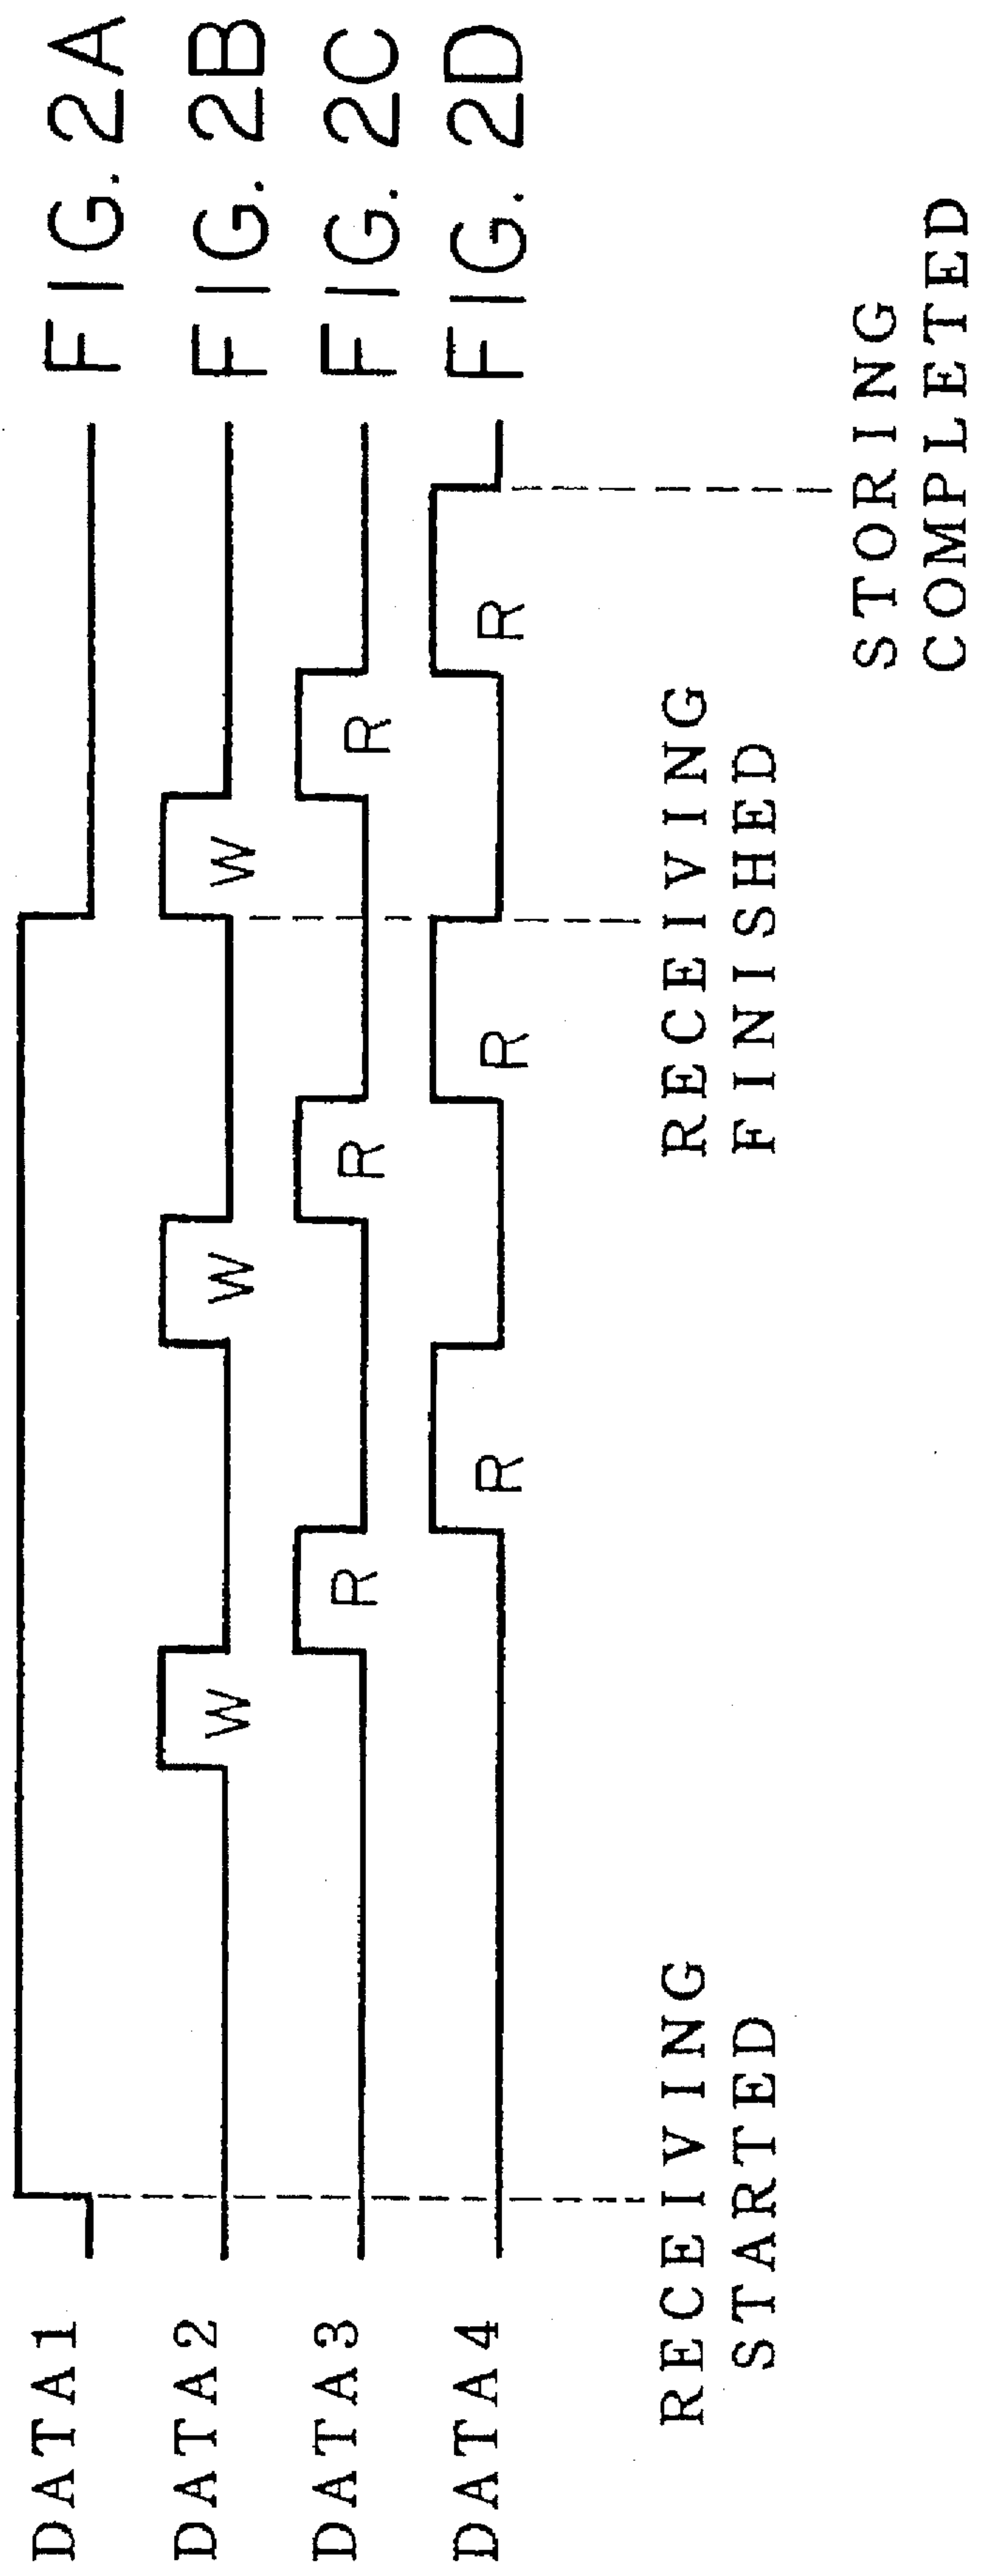 DATA1 FIG. 2A
DATA2 W W W FIG. 2B
DATA3 R R R FIG. 2C
DATA4 R R R FIG. 2D
RECEIVING STARTED
RECEIVING FINISHED
STORING COMPLETED